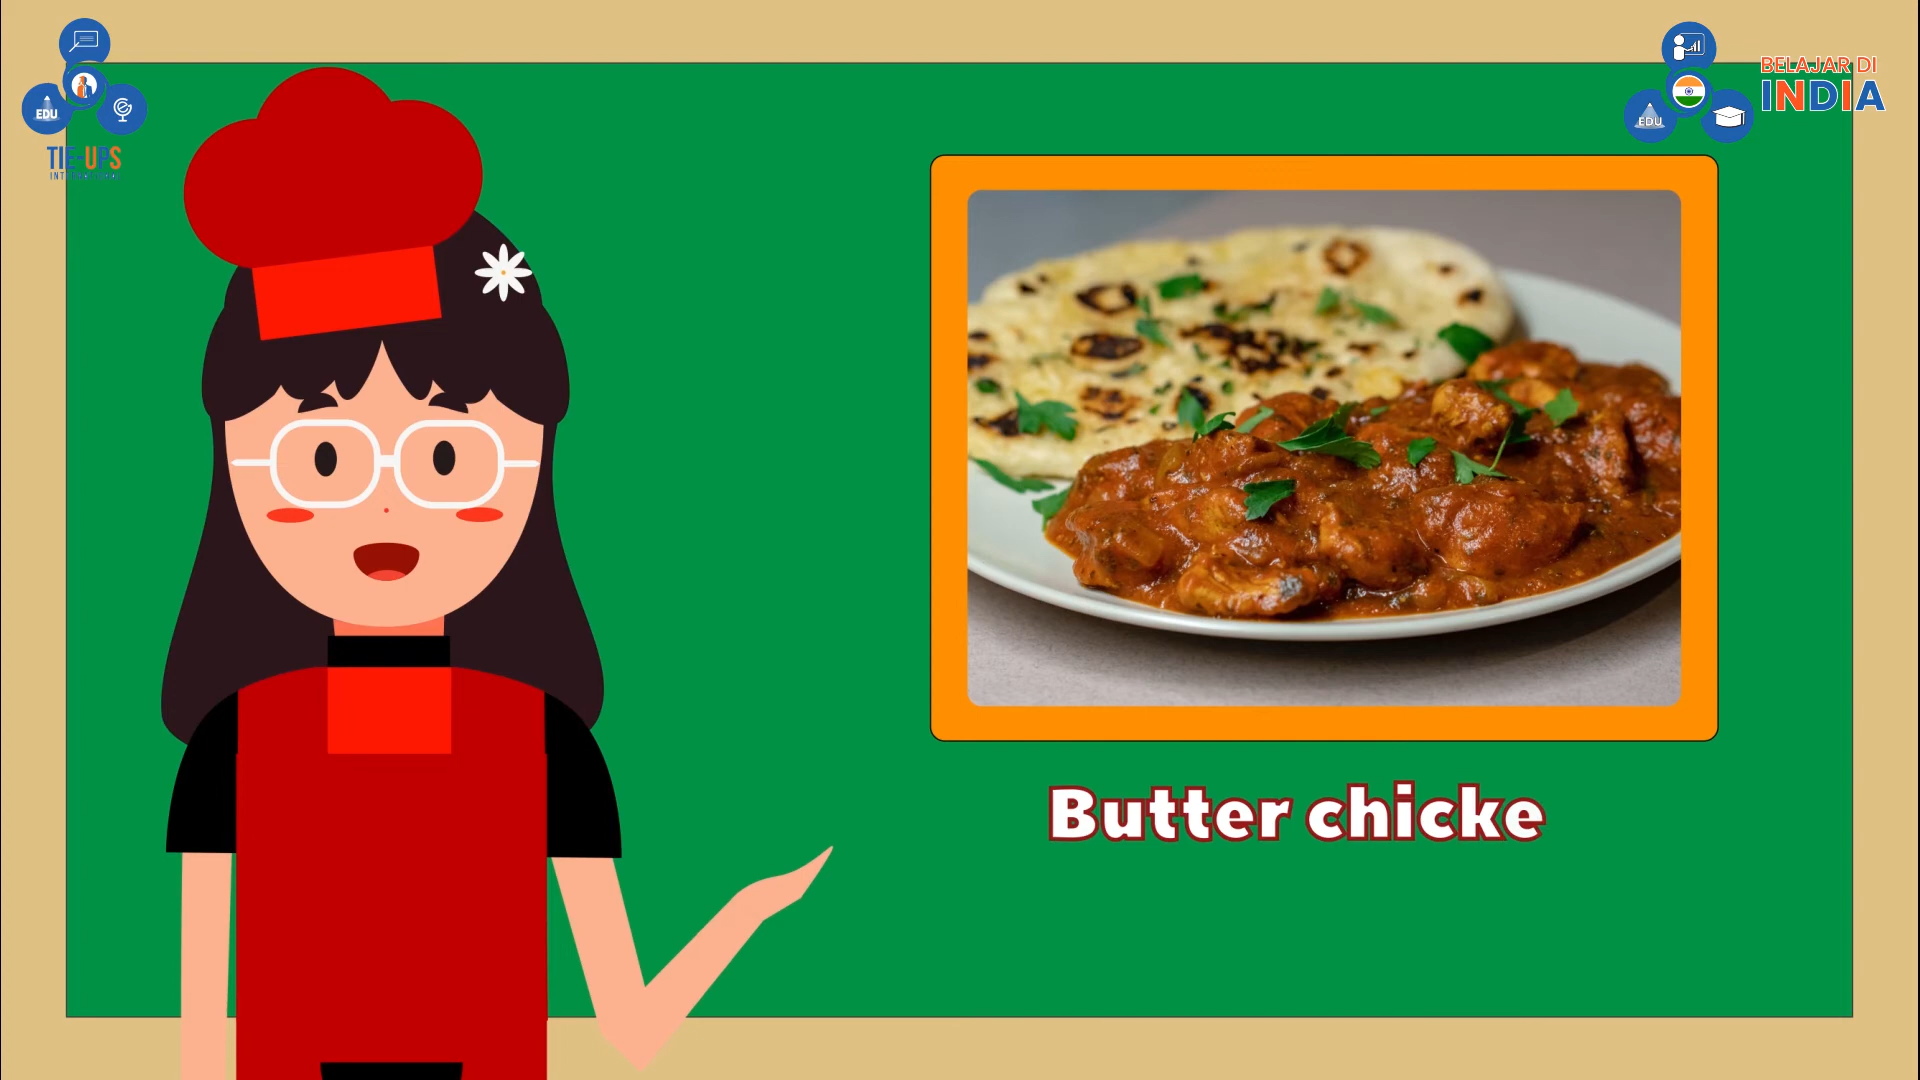 EDU
TIE-UPS
BELAJAR DI
INDIA
EDU
Butter chicke